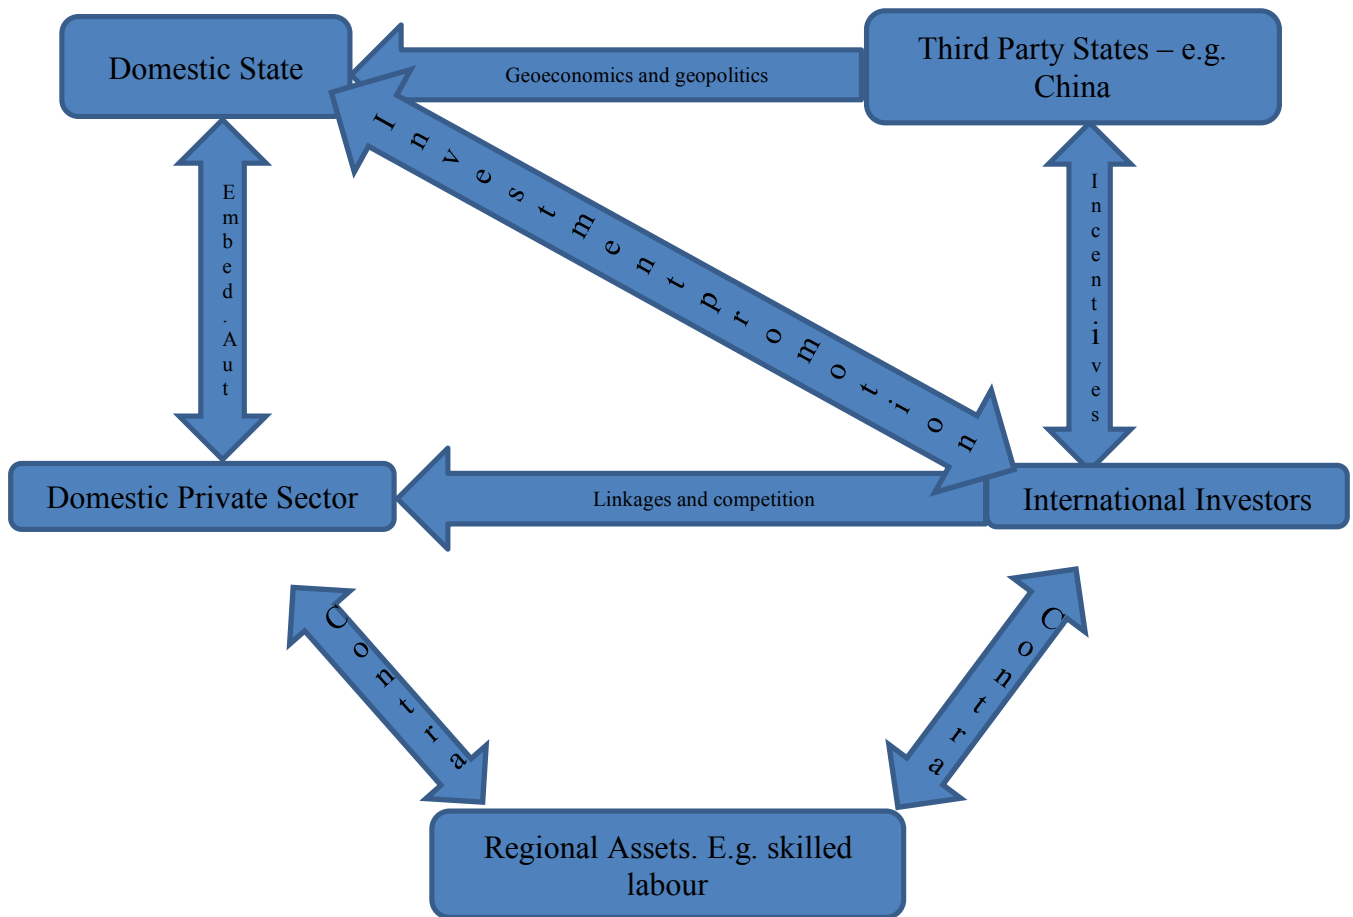 Domestic State
Geoeconomics and geopolitics
Third Party States – e.g.
China
Embed. Aut
Investment promotion
Incentives
Domestic Private Sector
Linkages and competition
International Investors
Contra
Contra
Regional Assets. E.g. skilled
labour